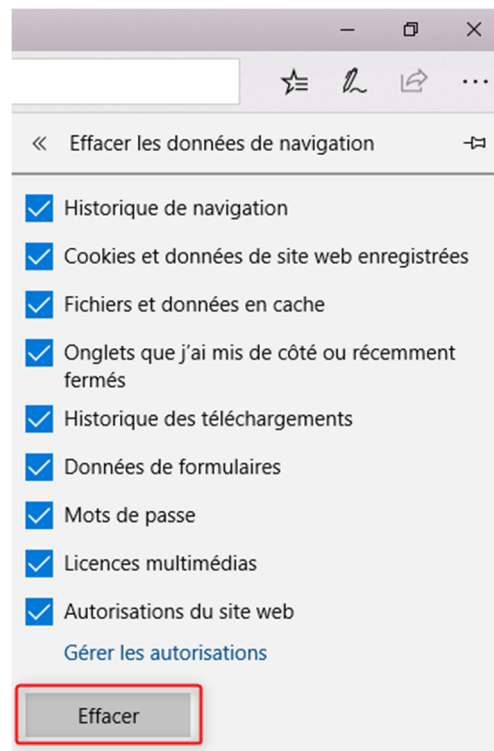 Effacer les données de navigation
Historique de navigation
Cookies et données de site web enregistrées
Fichiers et données en cache
Onglets que j'ai mis de côté ou récemment
fermés
Historique des téléchargements
Données de formulaires
Mots de passe
Licences multimédias
Autorisations du site web
Gérer les autorisations
Effacer